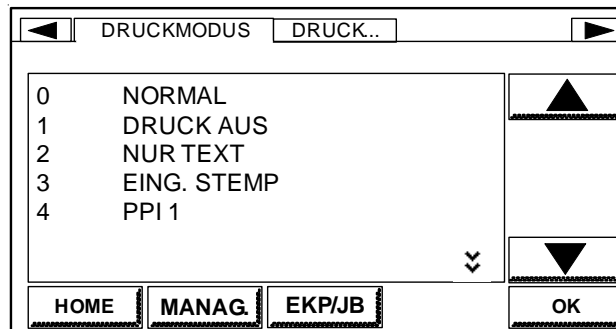 DRUCKMODUS DRUCK...
0 NORMAL
1 DRUCK AUS
2 NUR TEXT
3 EING. STEMP
4 PPI 1
HOME MANAG. EKP/JB OK